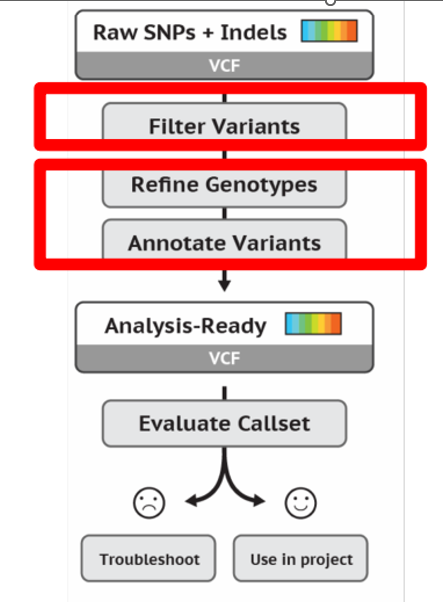 Raw SNPs + Indels
VCF
Filter Variants
Refine Genotypes
Annotate Variants
Analysis-Ready
VCF
Evaluate Callset
Troubleshoot
Use in project